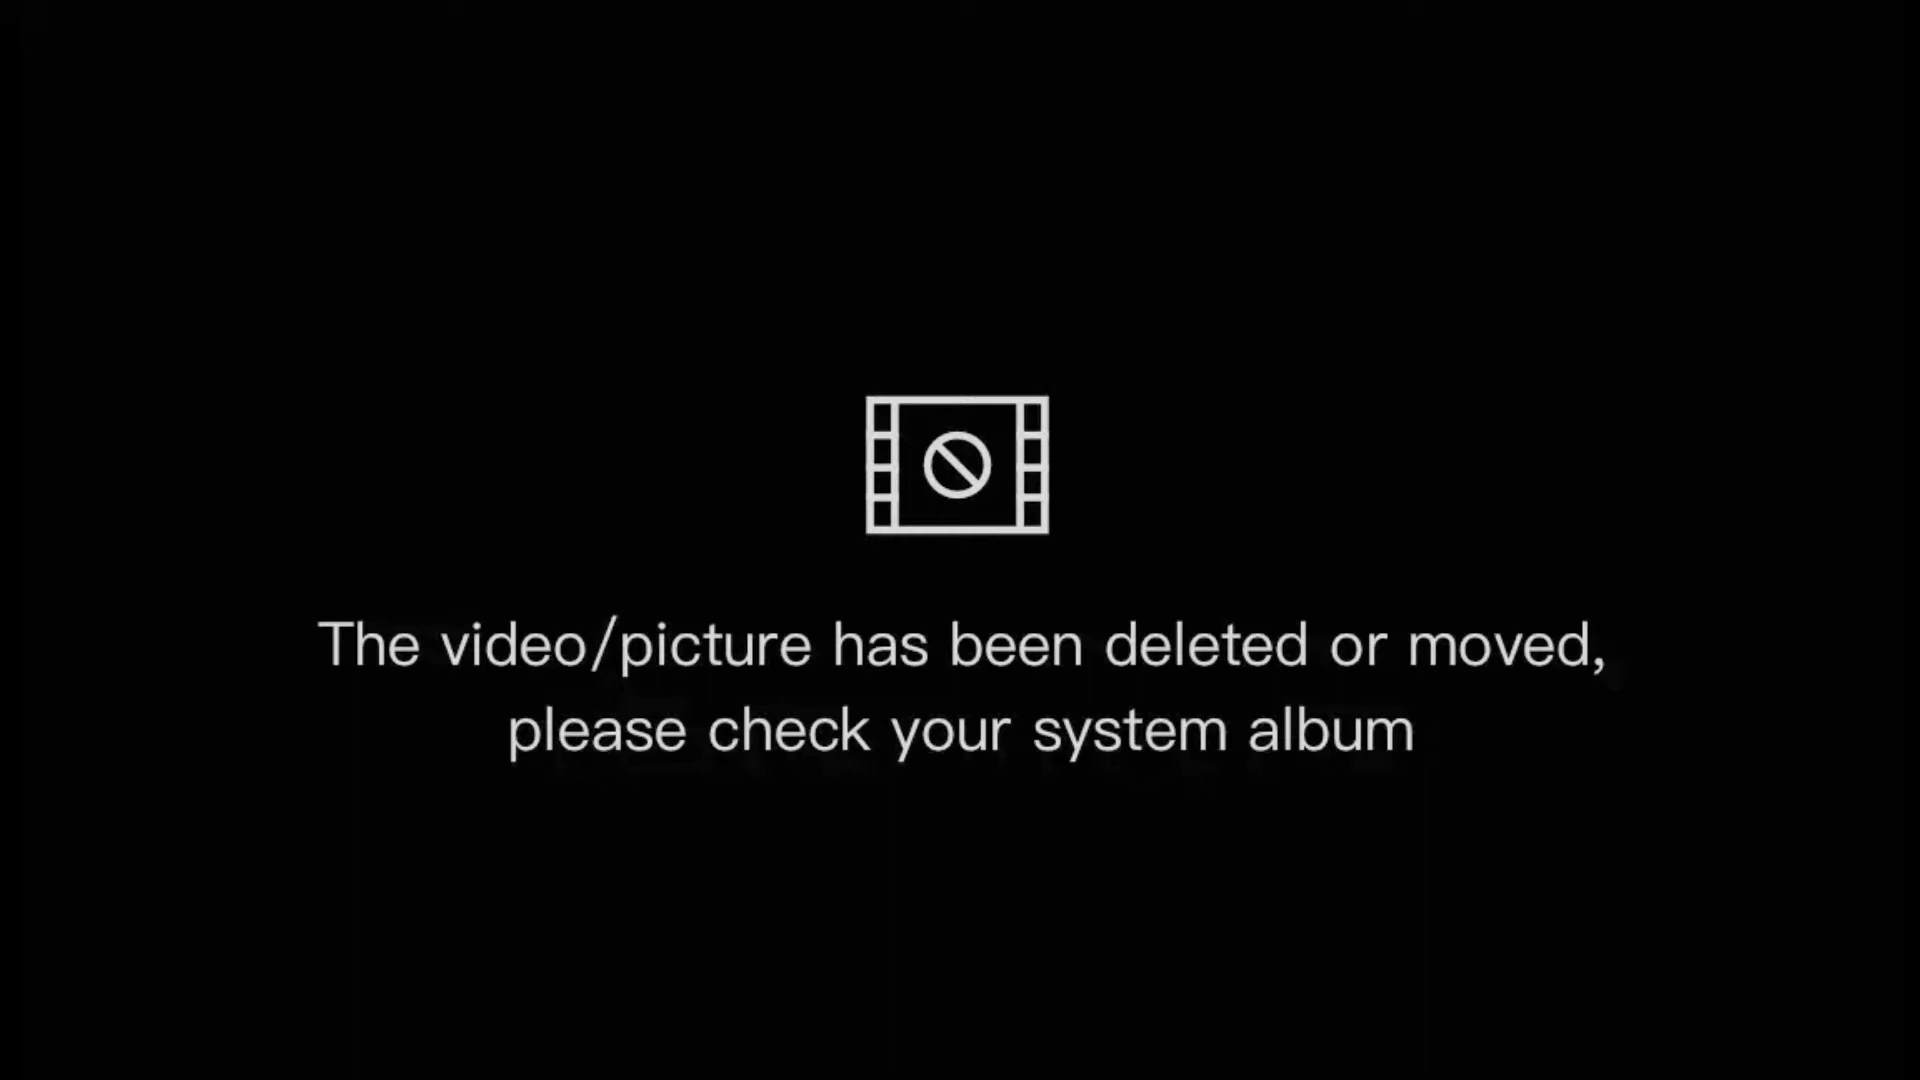 The video/picture has been deleted or moved,
please check your system album